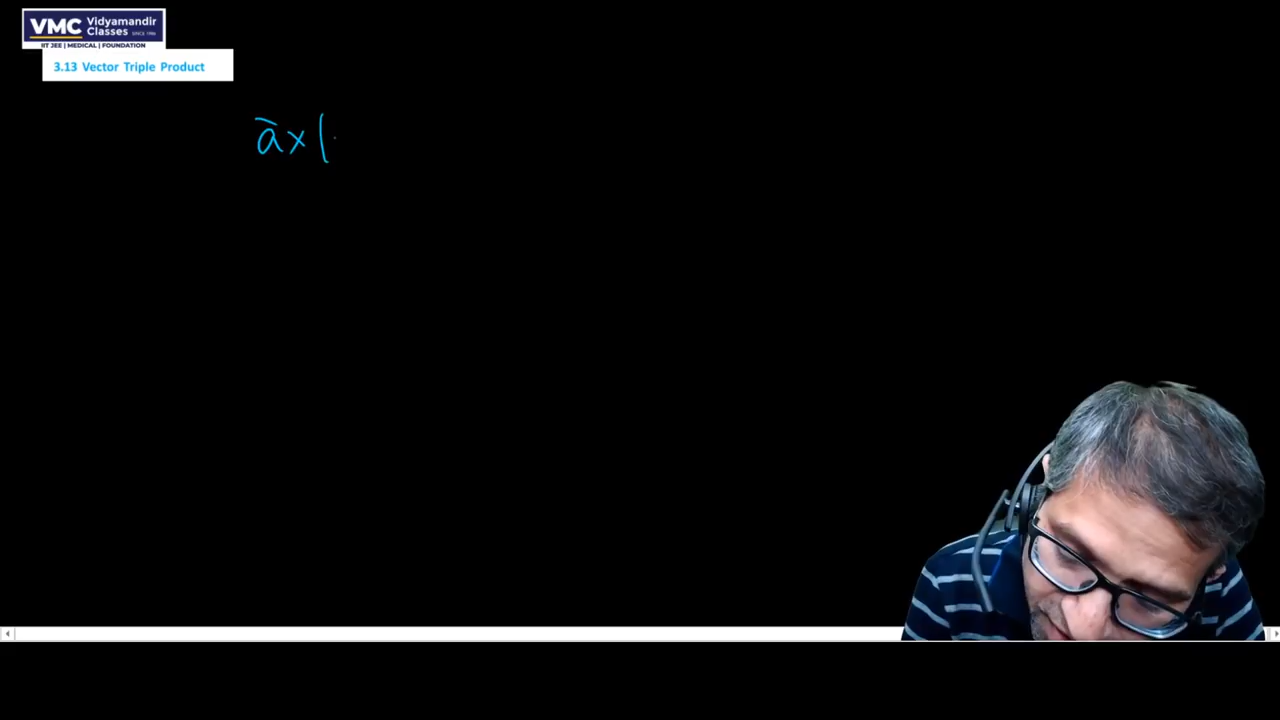 VMC Vidyamandir
Classes SINCE 1986
IIT JEE | MEDICAL | FOUNDATION
3.13 Vector Triple Product
a̅ × (